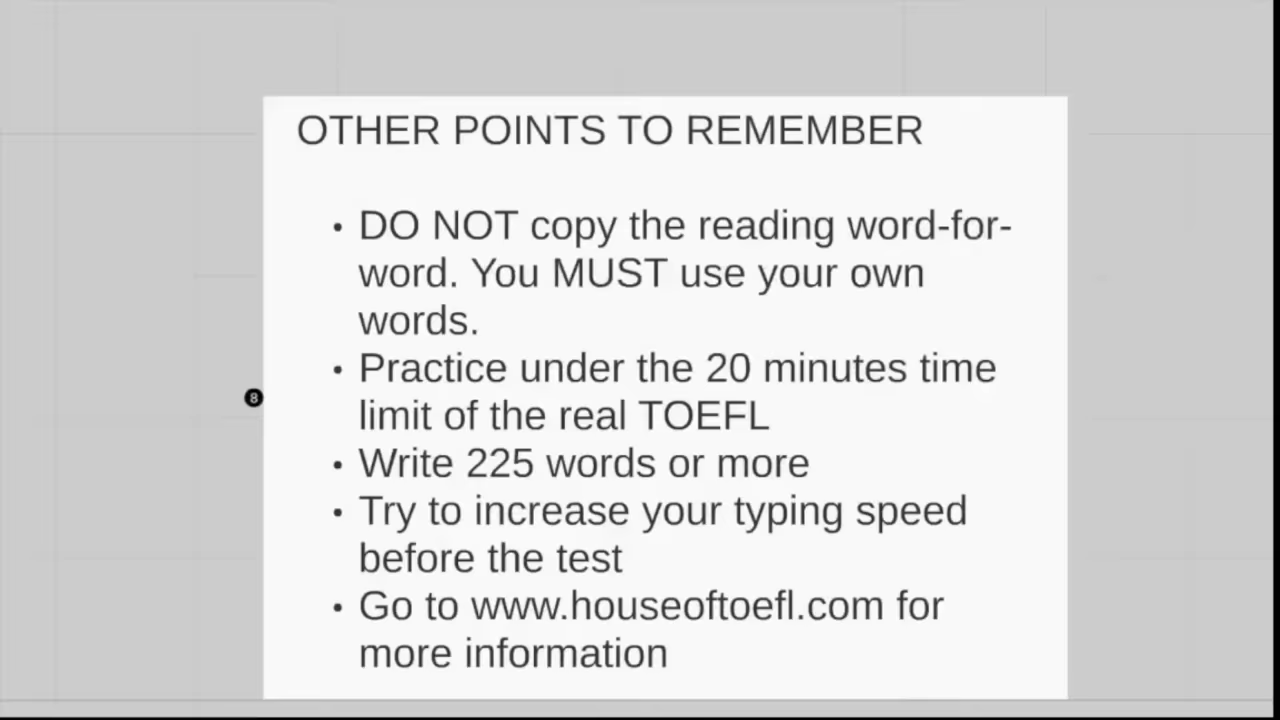 OTHER POINTS TO REMEMBER
• DO NOT copy the reading word-for-
word. You MUST use your own
words.
• Practice under the 20 minutes time
limit of the real TOEFL
• Write 225 words or more
• Try to increase your typing speed
before the test
• Go to www.houseoftoefl.com for
more information
8